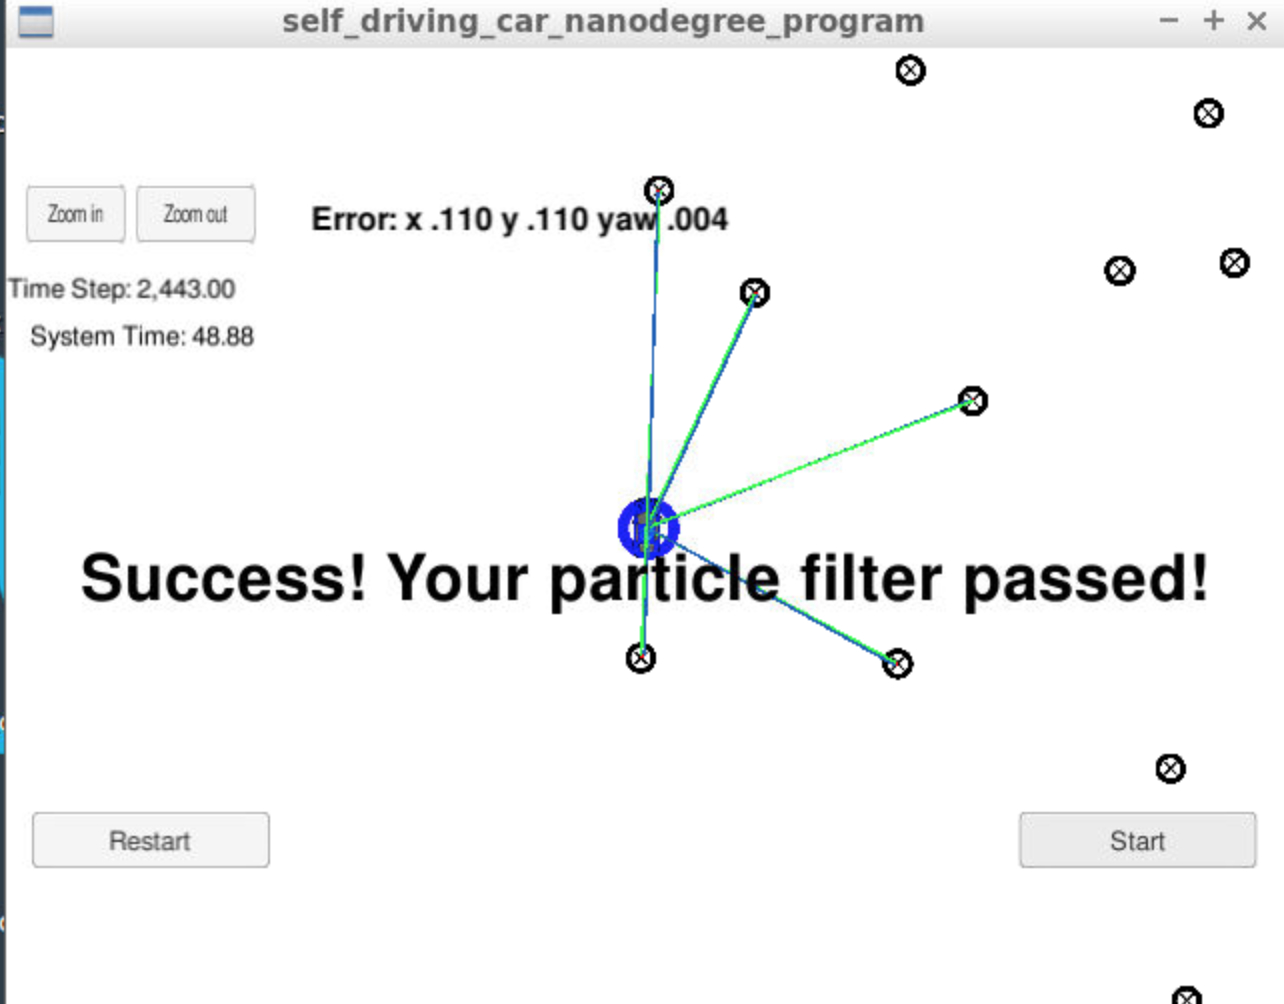 self_driving_car_nanodegree_program
Zoom in
Zoom out
Error: x .110 y .110 yaw .004
Time Step: 2,443.00
System Time: 48.88
Success! Your particle filter passed!
Restart
Start